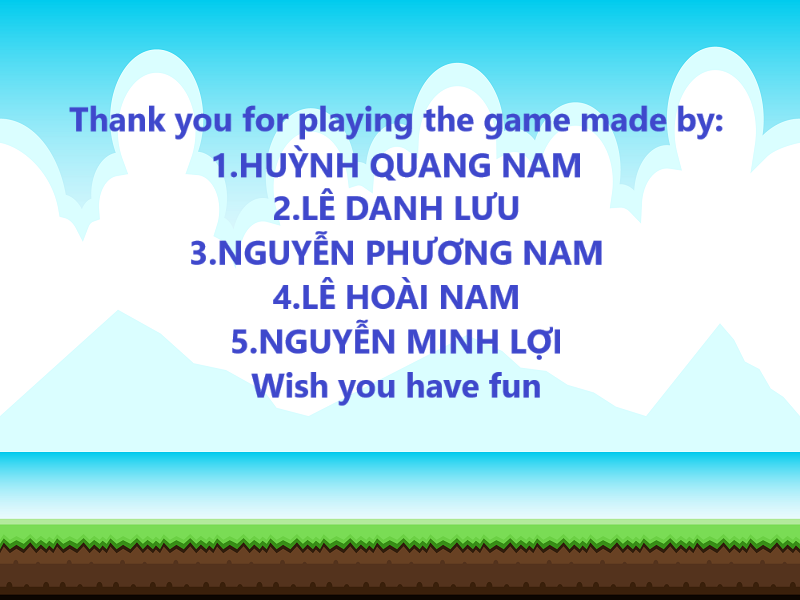 Thank you for playing the game made by:
1.HUỲNH QUANG NAM
2.LÊ DANH LƯU
3.NGUYỄN PHƯƠNG NAM
4.LÊ HOÀI NAM
5.NGUYỄN MINH LỢI
Wish you have fun